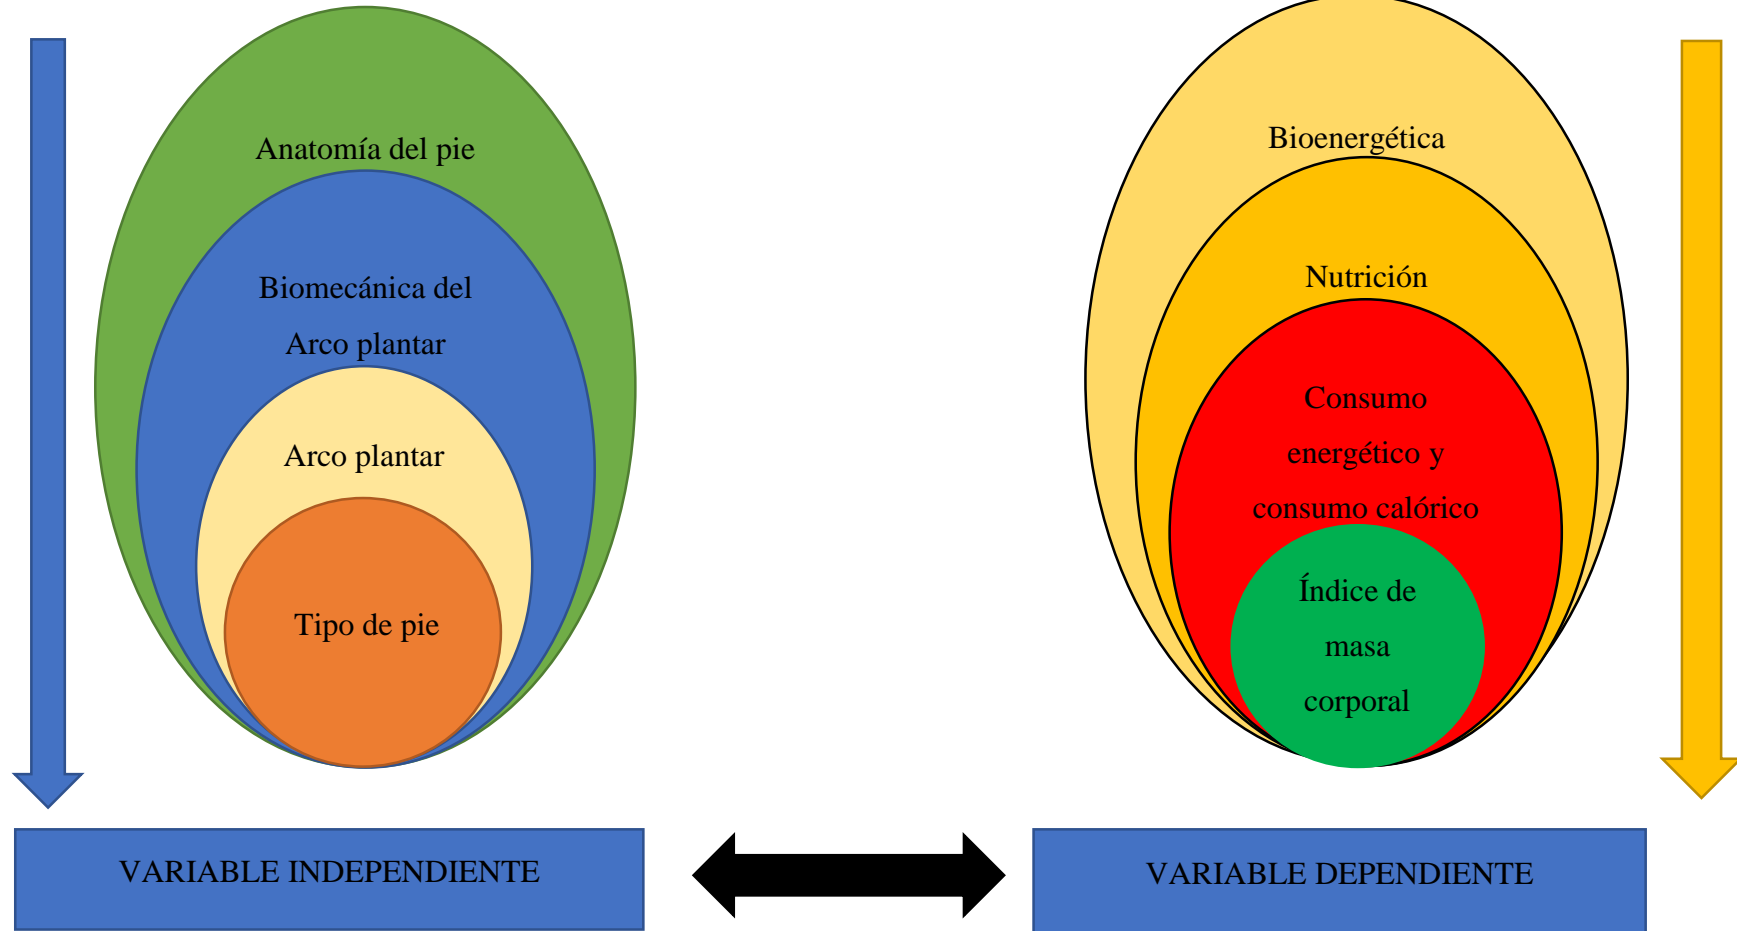 Anatomía del pie
Biomecánica del
Arco plantar
Arco plantar
Tipo de pie
VARIABLE INDEPENDIENTE
Bioenergética
Nutrición
Consumo
energético y
consumo calórico
Índice de
masa
corporal
VARIABLE DEPENDIENTE